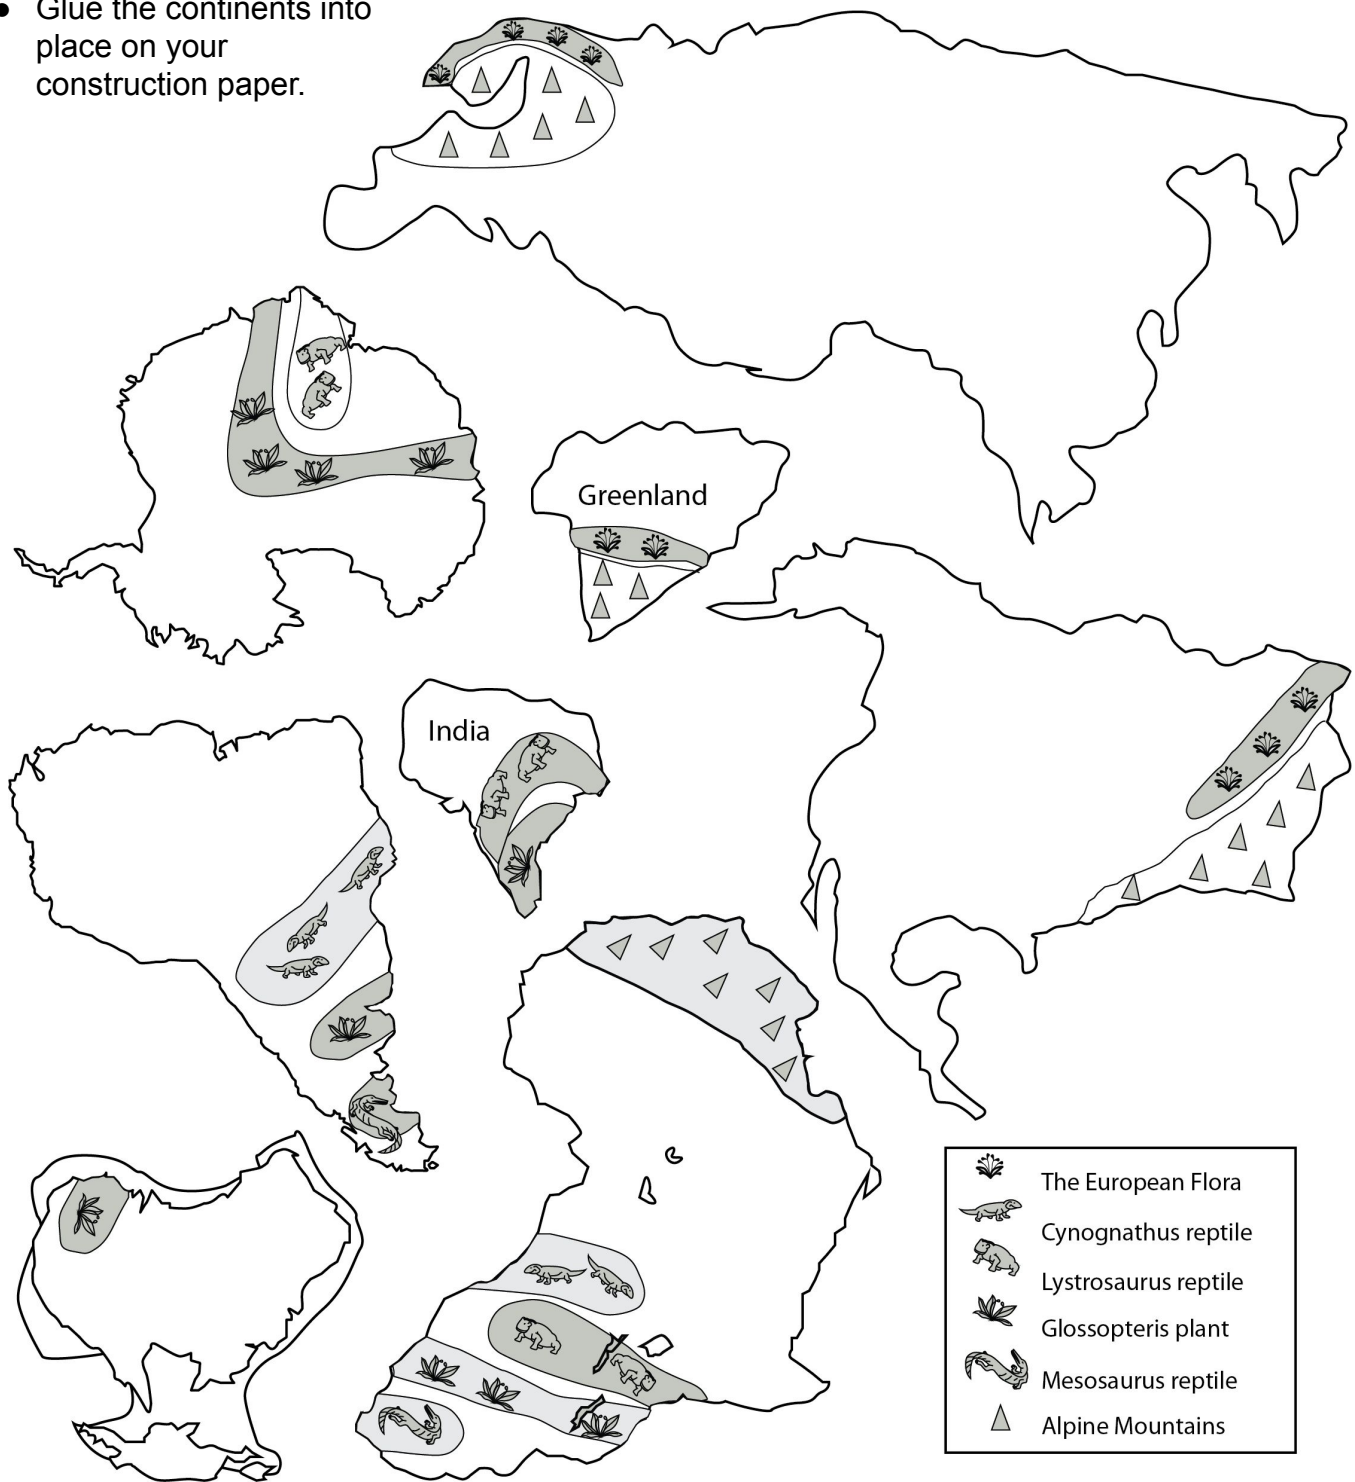 ● Glue the continents into
place on your
construction paper.
Greenland
India
The European Flora
Cynognathus reptile
Lystrosaurus reptile
Glossopteris plant
Mesosaurus reptile
Alpine Mountains